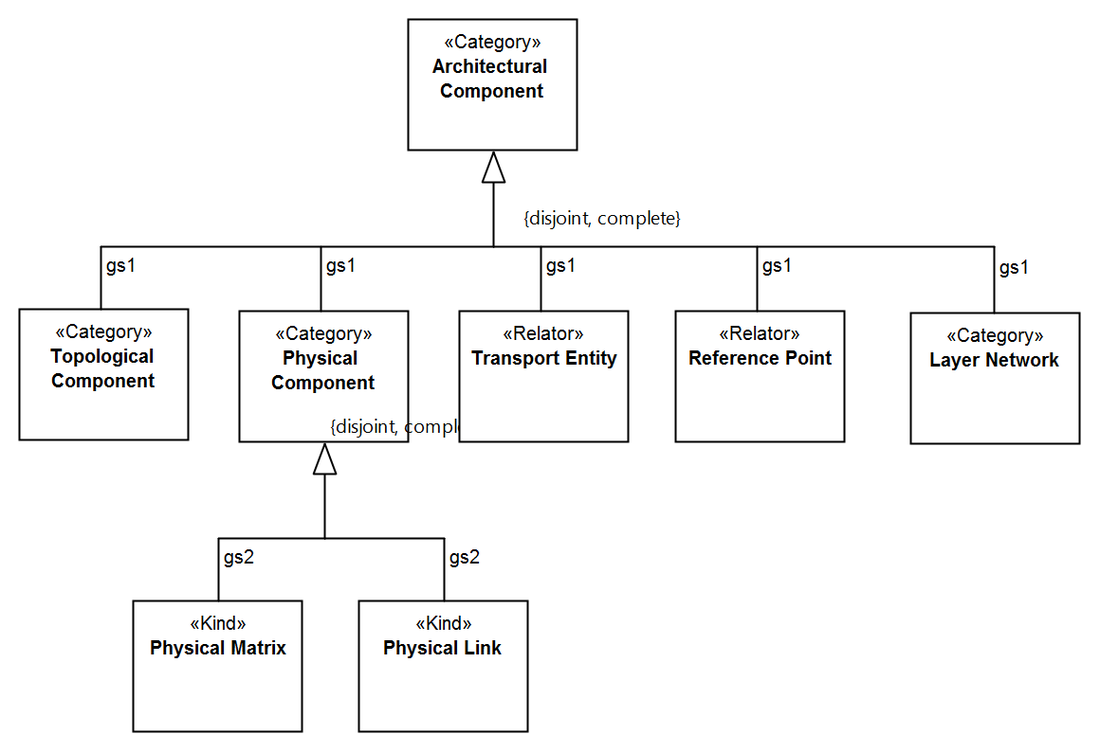 «Category»
Architectural
Component
{disjoint, complete}
gs1
gs1
gs1
gs1
gs1
«Category»
Topological
Component
«Category»
Physical
Component
«Relator»
Transport Entity
«Relator»
Reference Point
«Category»
Layer Network
{disjoint, compl
gs2
gs2
«Kind»
Physical Matrix
«Kind»
Physical Link